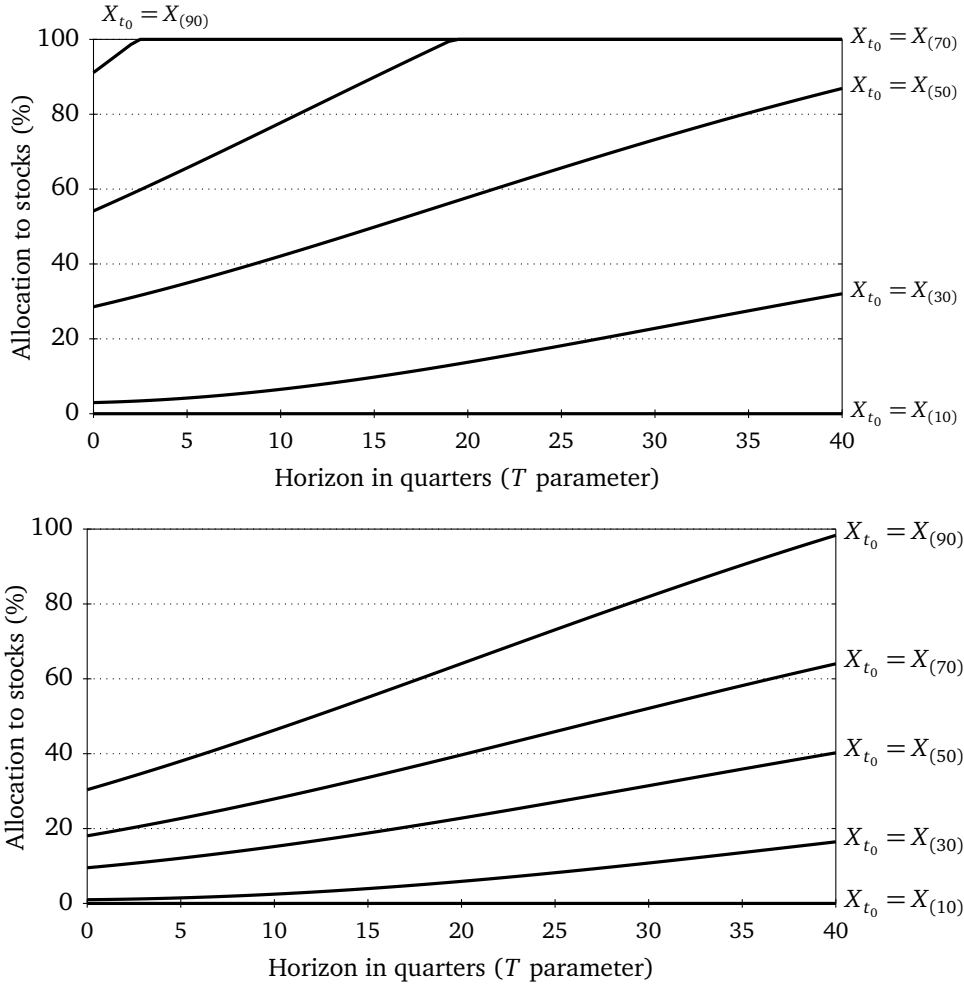 X_{t_0} = X_{(90)}
100
X_{t_0} = X_{(70)}
X_{t_0} = X_{(50)}
80
60
40
X_{t_0} = X_{(30)}
20
0
X_{t_0} = X_{(10)}
0 5 10 15 20 25 30 35 40
Allocation to stocks (%)
Horizon in quarters (T parameter)
100
X_{t_0} = X_{(90)}
80
X_{t_0} = X_{(70)}
60
40
X_{t_0} = X_{(50)}
20
X_{t_0} = X_{(30)}
0
X_{t_0} = X_{(10)}
0 5 10 15 20 25 30 35 40
Allocation to stocks (%)
Horizon in quarters (T parameter)